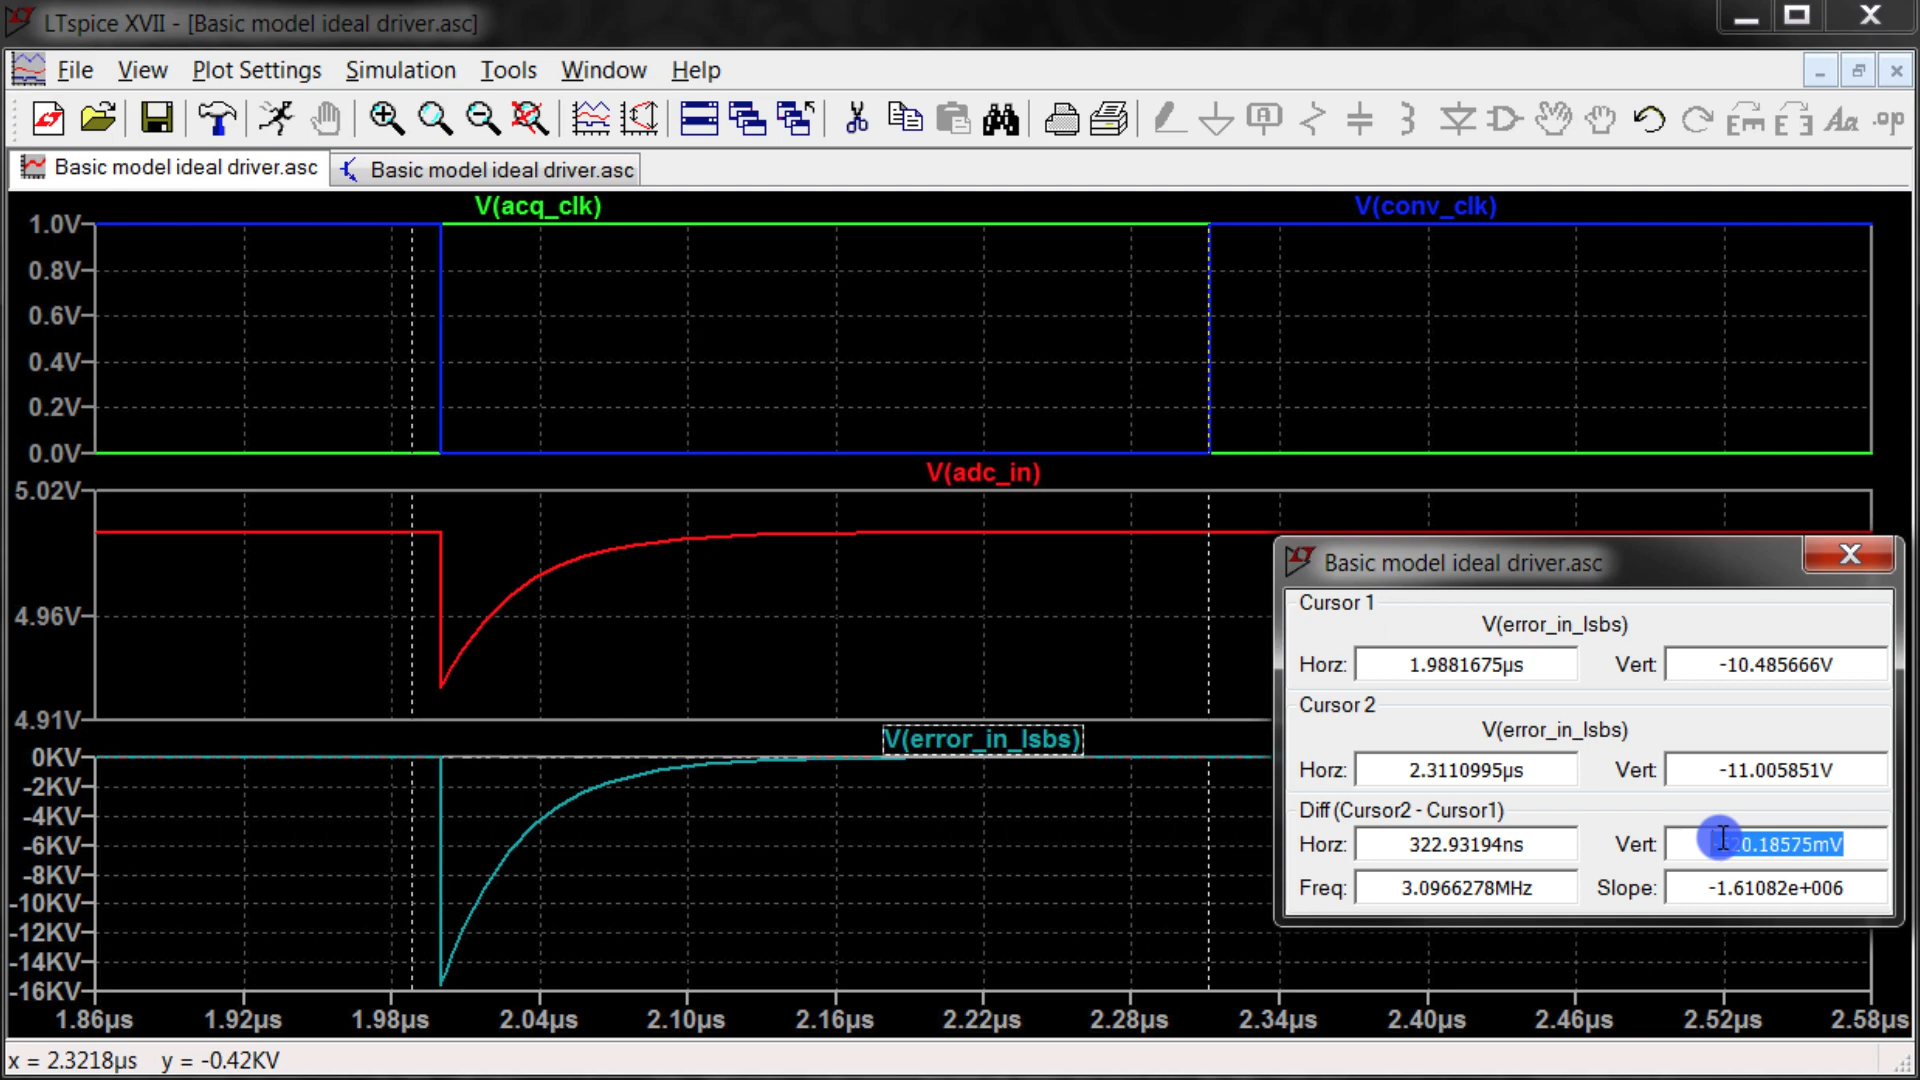 LTspice XVII - [Basic model ideal driver.asc]
File View Plot Settings Simulation Tools Window Help
Aa .op
Basic model ideal driver.asc Basic model ideal driver.asc
V(acq_clk) V(conv_clk)
1.0V
0.8V
0.6V
0.4V
0.2V
0.0V
V(adc_in)
5.02V
4.96V
4.91V
V(error_in_lsbs)
0KV
-2KV
-4KV
-6KV
-8KV
-10KV
-12KV
-14KV
-16KV
1.86µs 1.92µs 1.98µs 2.04µs 2.10µs 2.16µs 2.22µs 2.28µs 2.34µs 2.40µs 2.46µs 2.52µs 2.58µs
Basic model ideal driver.asc
Cursor 1
V(error_in_lsbs)
Horz: 1.9881675µs Vert: -10.485666V
Cursor 2
V(error_in_lsbs)
Horz: 2.3110995µs Vert: -11.005851V
Diff (Cursor2 - Cursor1)
Horz: 322.93194ns Vert: 0.18575mV
Freq: 3.0966278MHz Slope: -1.61082e+006
x = 2.3218µs y = -0.42KV